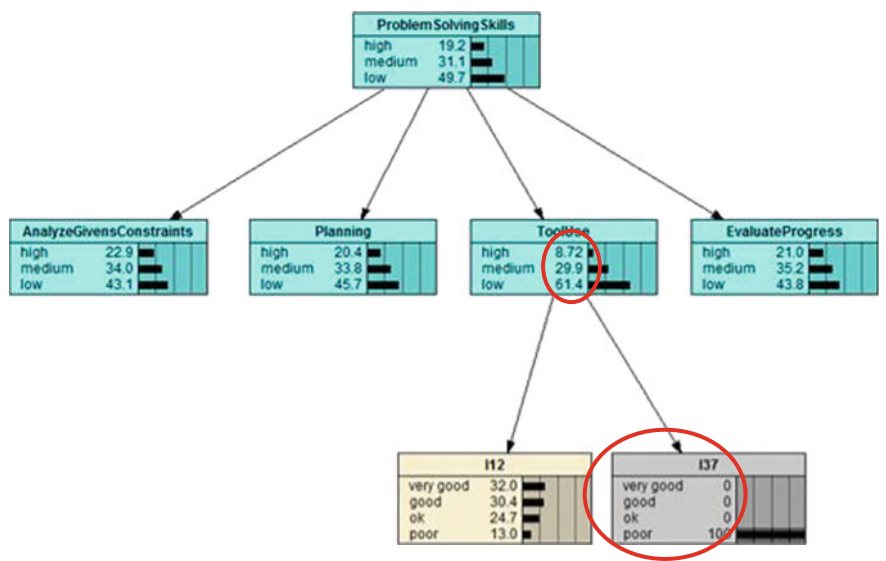 ProblemSolvingSkills
high 19.2
medium 31.1
low 49.7
AnalyzeGivensConstraints
high 22.9
medium 34.0
low 43.1
Planning
high 20.4
medium 33.8
low 45.7
ToolUse
high 8.72
medium 29.9
low 61.4
EvaluateProgress
high 21.0
medium 35.2
low 43.8
I12
very good 32.0
good 30.4
ok 24.7
poor 13.0
I37
very good 0
good 0
ok 0
poor 100